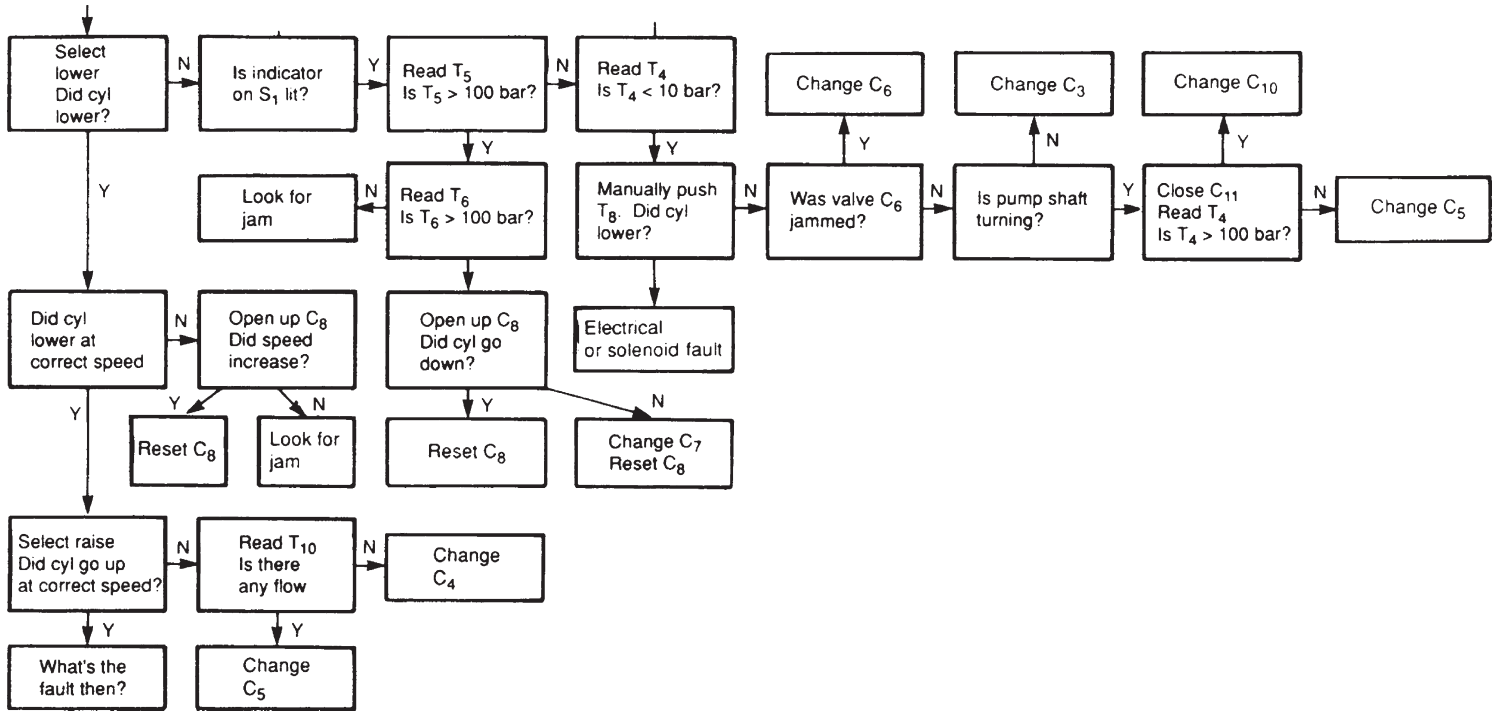 Select
lower
Did cyl
lower?
N
Is indicator
on S₁ lit?
Y
Read T₅
Is T₅ > 100 bar?
N
Read T₄
Is T₄ < 10 bar?
Change C₆
Change C₃
Change C₁₀
Y
Y
Y
N
Y
Look for
jam
N
Read T₆
Is T₆ > 100 bar?
Manually push
T₈. Did cyl
lower?
N
Was valve C₆
jammed?
N
Is pump shaft
turning?
Y
Close C₁₁
Read T₄
Is T₄ > 100 bar?
N
Change C₅
Y
Did cyl
lower at
correct speed
N
Open up C₈
Did speed
increase?
Open up C₈
Did cyl go
down?
Electrical
or solenoid fault
Y
Y
N
Y
N
Reset C₈
Look for
jam
Reset C₈
Change C₇
Reset C₈
Select raise
Did cyl go up
at correct speed?
N
Read T₁₀
Is there
any flow
N
Change
C₄
Y
Y
What's the
fault then?
Change
C₅